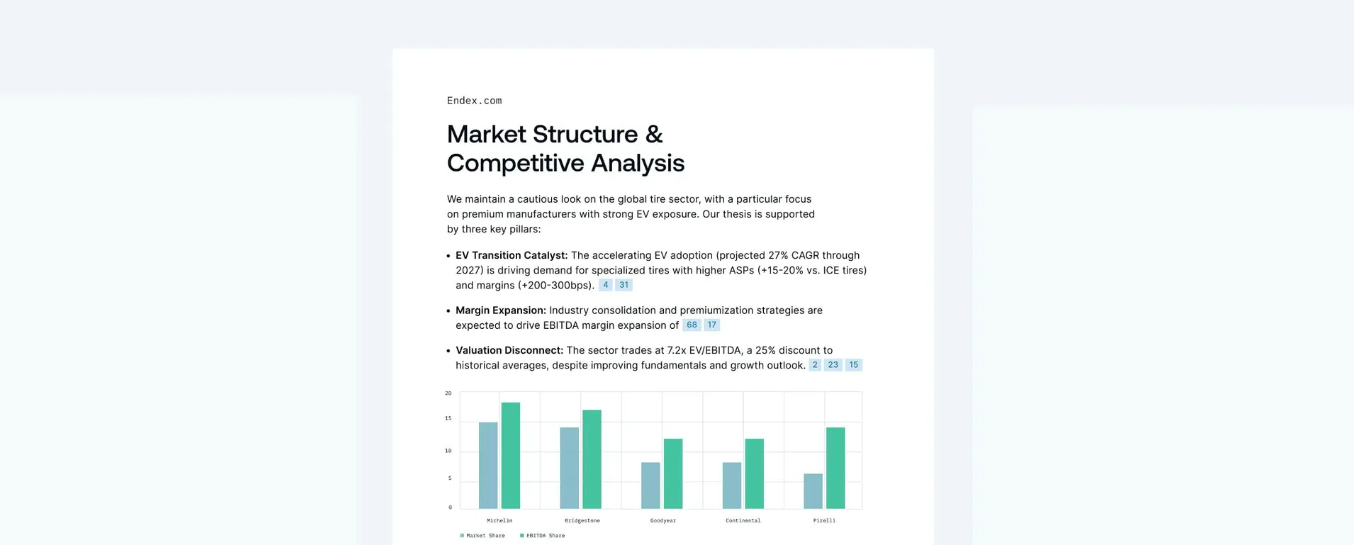 Endex.com
Market Structure &
Competitive Analysis
We maintain a cautious look on the global tire sector, with a particular focus
on premium manufacturers with strong EV exposure. Our thesis is supported
by three key pillars:
• EV Transition Catalyst: The accelerating EV adoption (projected 27% CAGR through
2027) is driving demand for specialized tires with higher ASPs (+15-20% vs. ICE tires)
and margins (+200-300bps). 4 31
• Margin Expansion: Industry consolidation and premiumization strategies are
expected to drive EBITDA margin expansion of 68 17
• Valuation Disconnect: The sector trades at 7.2x EV/EBITDA, a 25% discount to
historical averages, despite improving fundamentals and growth outlook. 2 23 15
20
15
10
5
0
Michelin Bridgestone Goodyear Continental Pirelli
Market Share EBITDA Share